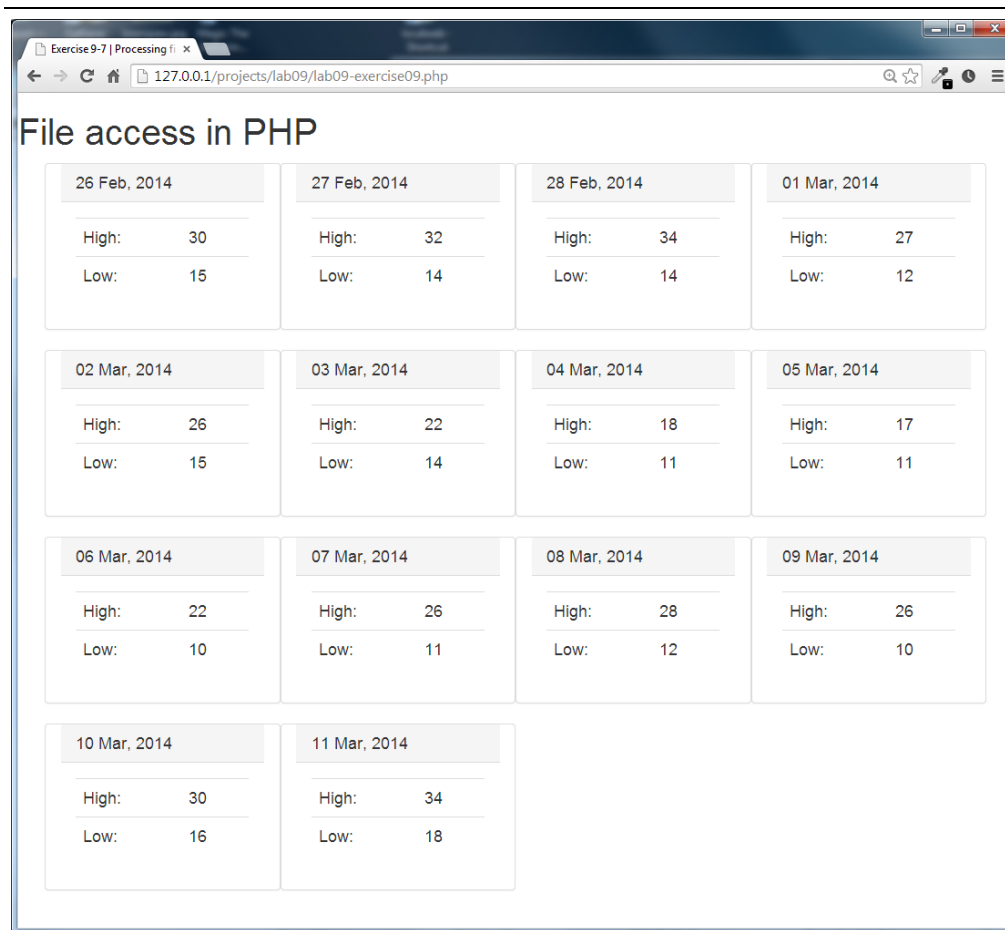 Exercise 9-7 | Processing fi
127.0.0.1/projects/lab09/lab09-exercise09.php
File access in PHP
26 Feb, 2014 27 Feb, 2014 28 Feb, 2014 01 Mar, 2014
High: 30 High: 32 High: 34 High: 27
Low: 15 Low: 14 Low: 14 Low: 12
02 Mar, 2014 03 Mar, 2014 04 Mar, 2014 05 Mar, 2014
High: 26 High: 22 High: 18 High: 17
Low: 15 Low: 14 Low: 11 Low: 11
06 Mar, 2014 07 Mar, 2014 08 Mar, 2014 09 Mar, 2014
High: 22 High: 26 High: 28 High: 26
Low: 10 Low: 11 Low: 12 Low: 10
10 Mar, 2014 11 Mar, 2014
High: 30 High: 34
Low: 16 Low: 18